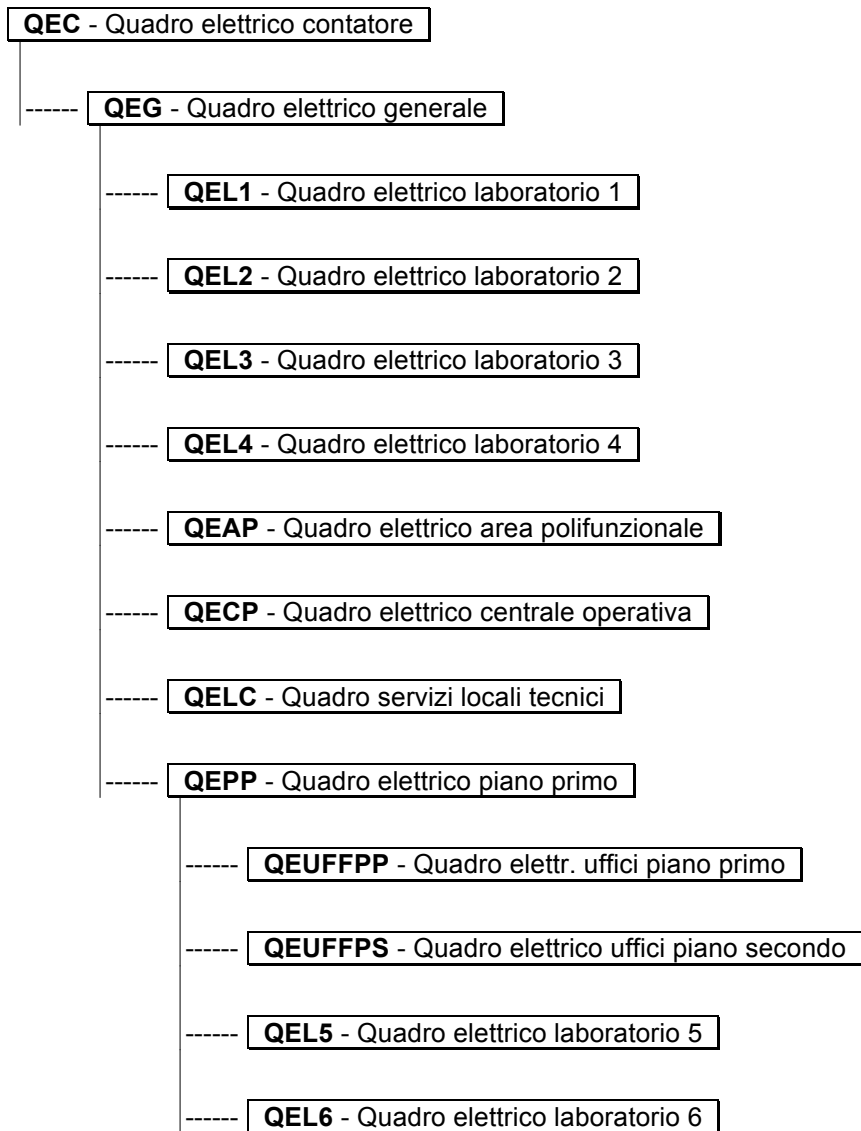 QEC - Quadro elettrico contatore
------ QEG - Quadro elettrico generale
------ QEL1 - Quadro elettrico laboratorio 1
------ QEL2 - Quadro elettrico laboratorio 2
------ QEL3 - Quadro elettrico laboratorio 3
------ QEL4 - Quadro elettrico laboratorio 4
------ QEAP - Quadro elettrico area polifunzionale
------ QECP - Quadro elettrico centrale operativa
------ QELC - Quadro servizi locali tecnici
------ QEPP - Quadro elettrico piano primo
------ QEUFFPP - Quadro elettr. uffici piano primo
------ QEUFFPS - Quadro elettrico uffici piano secondo
------ QEL5 - Quadro elettrico laboratorio 5
------ QEL6 - Quadro elettrico laboratorio 6